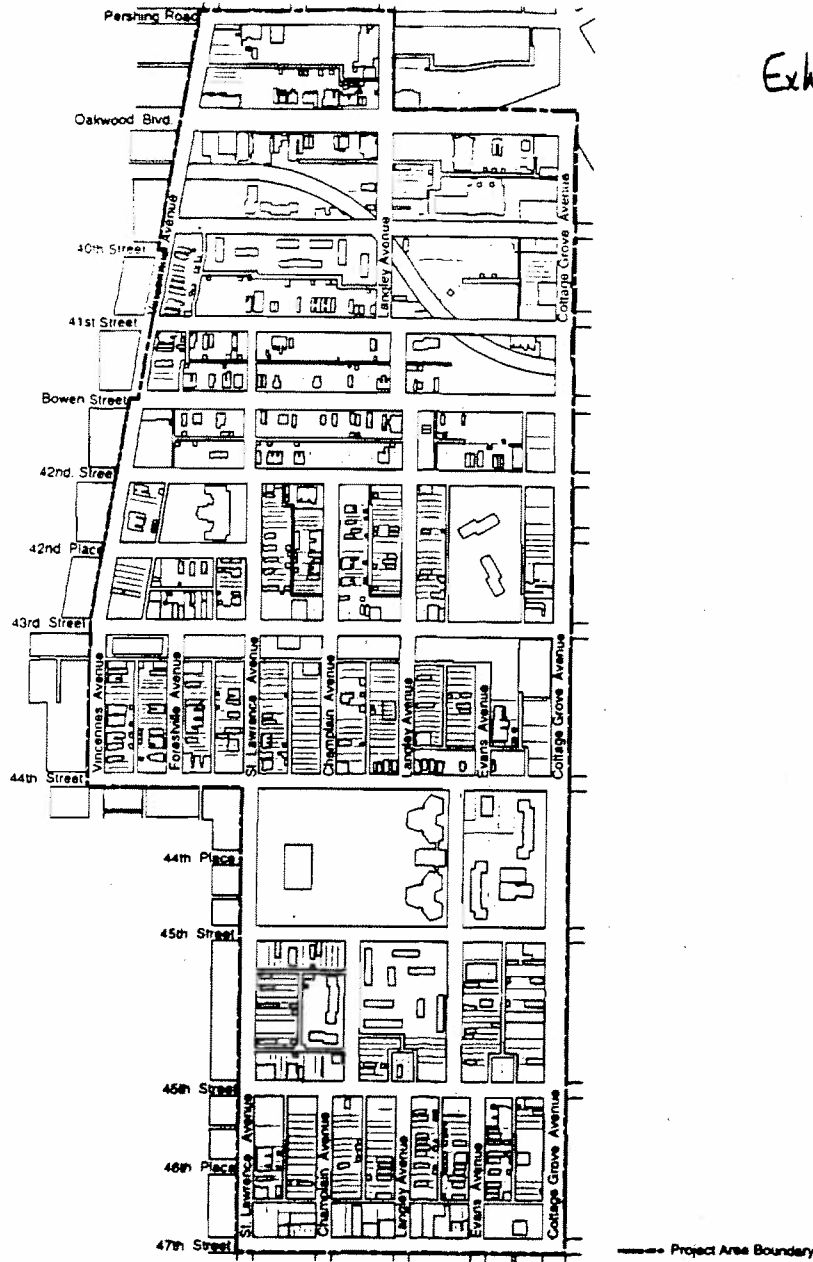 Pershing Road
Exh
Oakwood Blvd.
Avenue
Langley Avenue
Cottage Grove Avenue
40th Street
41st Street
Bowen Street
42nd. Street
42nd Place
43rd Street
Vincennes Avenue
Forestville Avenue
St. Lawrence Avenue
Champlain Avenue
Langley Avenue
Evans Avenue
Cottage Grove Avenue
44th Street
44th Place
45th Street
45th Street
46th Place
St. Lawrence Avenue
Champlain Avenue
Langley Avenue
Evans Avenue
Cottage Grove Avenue
47th Street
Project Area Boundary